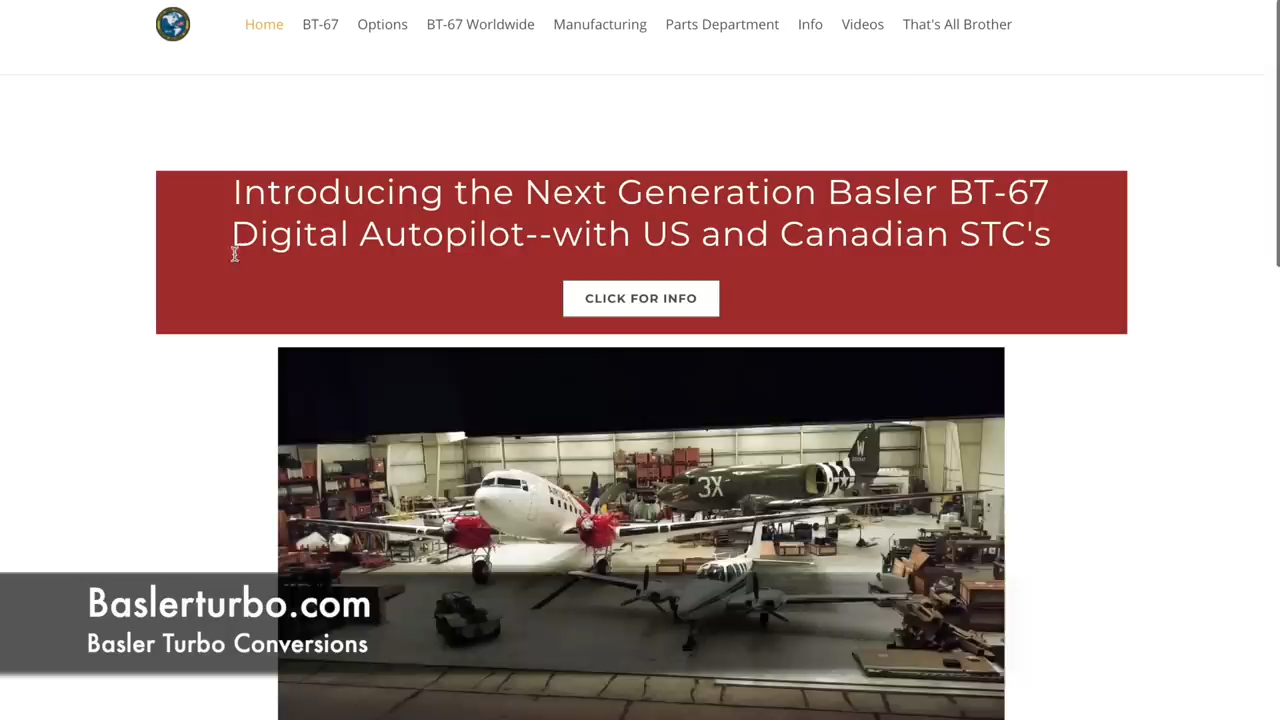 Home BT-67 Options BT-67 Worldwide Manufacturing Parts Department Info Videos That's All Brother
Introducing the Next Generation Basler BT-67
Digital Autopilot--with US and Canadian STC's
CLICK FOR INFO
W
3X
Baslerturbo.com
Basler Turbo Conversions